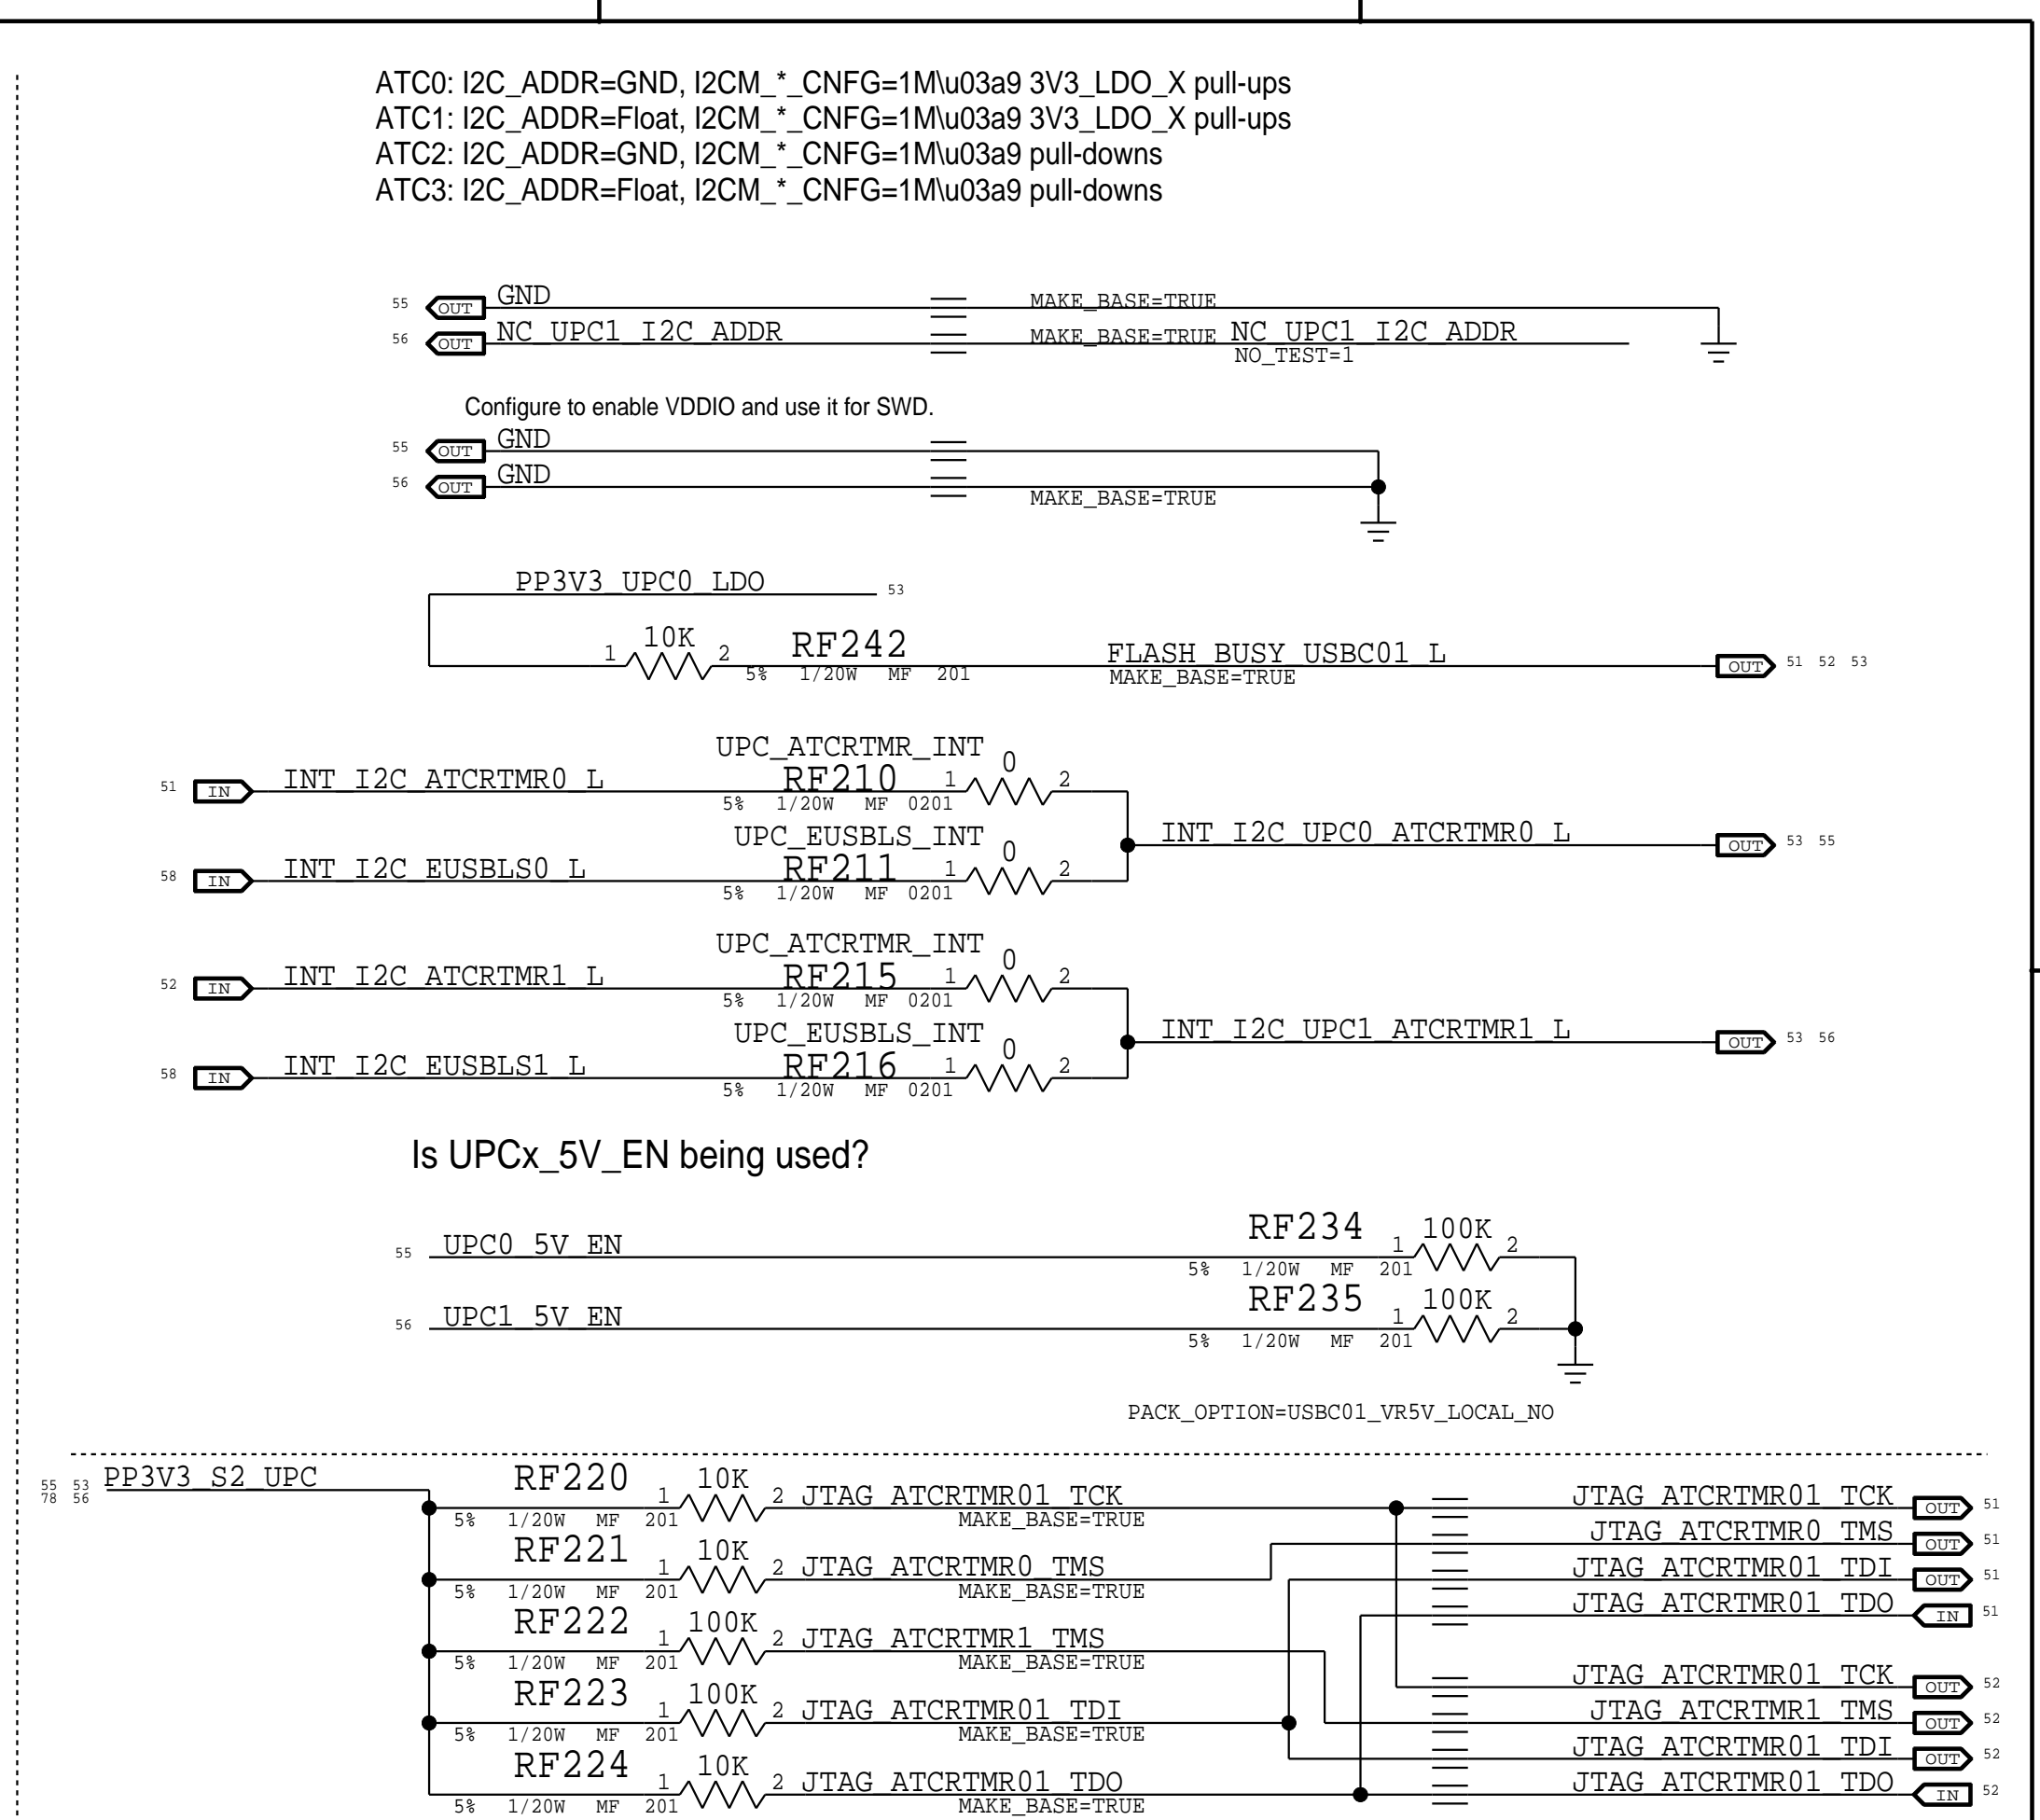 ATC0: I2C_ADDR=GND, I2CM_*_CNFG=1M\u03a9 3V3_LDO_X pull-ups
ATC1: I2C_ADDR=Float, I2CM_*_CNFG=1M\u03a9 3V3_LDO_X pull-ups
ATC2: I2C_ADDR=GND, I2CM_*_CNFG=1M\u03a9 pull-downs
ATC3: I2C_ADDR=Float, I2CM_*_CNFG=1M\u03a9 pull-downs
55 OUT GND MAKE_BASE=TRUE
56 OUT NC_UPC1_I2C_ADDR MAKE_BASE=TRUE NC_UPC1_I2C_ADDR
NO_TEST=1
Configure to enable VDDIO and use it for SWD.
55 OUT GND
56 OUT GND
MAKE_BASE=TRUE
PP3V3_UPC0_LDO 53
1 10K 2 RF242 FLASH_BUSY_USBC01_L OUT 51 52 53
5% 1/20W MF 201 MAKE_BASE=TRUE
UPC_ATCRTMR_INT
51 IN INT_I2C_ATCRTMR0_L RF210 1 0 2
5% 1/20W MF 0201
UPC_EUSBLS_INT INT_I2C_UPC0_ATCRTMR0_L OUT 53 55
58 IN INT_I2C_EUSBLS0_L RF211 1 0 2
5% 1/20W MF 0201
UPC_ATCRTMR_INT
52 IN INT_I2C_ATCRTMR1_L RF215 1 0 2
5% 1/20W MF 0201
UPC_EUSBLS_INT INT_I2C_UPC1_ATCRTMR1_L OUT 53 56
58 IN INT_I2C_EUSBLS1_L RF216 1 0 2
5% 1/20W MF 0201
Is UPCx_5V_EN being used?
55 UPC0_5V_EN RF234 1 100K 2
5% 1/20W MF 201
56 UPC1_5V_EN RF235 1 100K 2
5% 1/20W MF 201
PACK_OPTION=USBC01_VR5V_LOCAL_NO
55 53 PP3V3_S2_UPC
78 56
RF220 1 10K 2 JTAG_ATCRTMR01_TCK JTAG_ATCRTMR01_TCK OUT 51
5% 1/20W MF 201 MAKE_BASE=TRUE
JTAG_ATCRTMR0_TMS OUT 51
RF221 1 10K 2 JTAG_ATCRTMR0_TMS JTAG_ATCRTMR01_TDI OUT 51
5% 1/20W MF 201 MAKE_BASE=TRUE
JTAG_ATCRTMR01_TDO IN 51
RF222 1 100K 2 JTAG_ATCRTMR1_TMS
5% 1/20W MF 201 MAKE_BASE=TRUE
JTAG_ATCRTMR01_TCK OUT 52
RF223 1 100K 2 JTAG_ATCRTMR01_TDI JTAG_ATCRTMR1_TMS OUT 52
5% 1/20W MF 201 MAKE_BASE=TRUE
JTAG_ATCRTMR01_TDI OUT 52
RF224 1 10K 2 JTAG_ATCRTMR01_TDO JTAG_ATCRTMR01_TDO IN 52
5% 1/20W MF 201 MAKE_BASE=TRUE